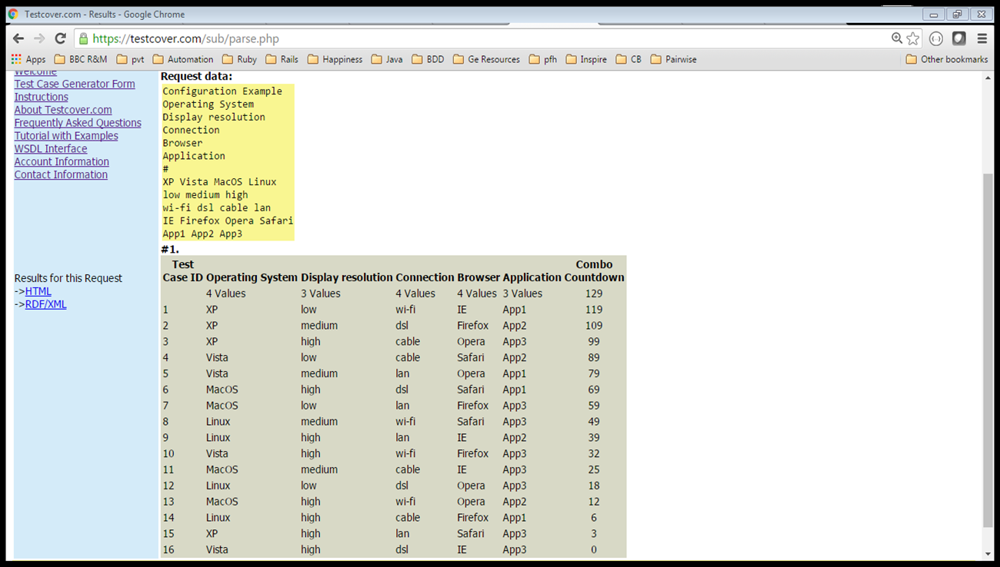 Testcover.com - Results - Google Chrome
https://testcover.com/sub/parse.php
Apps BBC R&M pvt Automation Ruby Rails Happiness Java BDD Ge Resources pfh Inspire CB Pairwise Other bookmarks
Welcome
Test Case Generator Form
Instructions
About Testcover.com
Frequently Asked Questions
Tutorial with Examples
WSDL Interface
Account Information
Contact Information
Results for this Request
->HTML
->RDF/XML
Request data:
Configuration Example
Operating System
Display resolution
Connection
Browser
Application
#
XP Vista MacOS Linux
low medium high
wi-fi dsl cable lan
IE Firefox Opera Safari
App1 App2 App3
#1.
Test Combo
Case ID Operating System Display resolution Connection Browser Application Countdown
4 Values 3 Values 4 Values 4 Values 3 Values 129
1 XP low wi-fi IE App1 119
2 XP medium dsl Firefox App2 109
3 XP high cable Opera App3 99
4 Vista low cable Safari App2 89
5 Vista medium lan Opera App1 79
6 MacOS high dsl Safari App1 69
7 MacOS low lan Firefox App3 59
8 Linux medium wi-fi Safari App3 49
9 Linux high lan IE App2 39
10 Vista high wi-fi Firefox App3 32
11 MacOS medium cable IE App3 25
12 Linux low dsl Opera App3 18
13 MacOS high wi-fi Opera App2 12
14 Linux high cable Firefox App1 6
15 XP high lan Safari App3 3
16 Vista high dsl IE App3 0